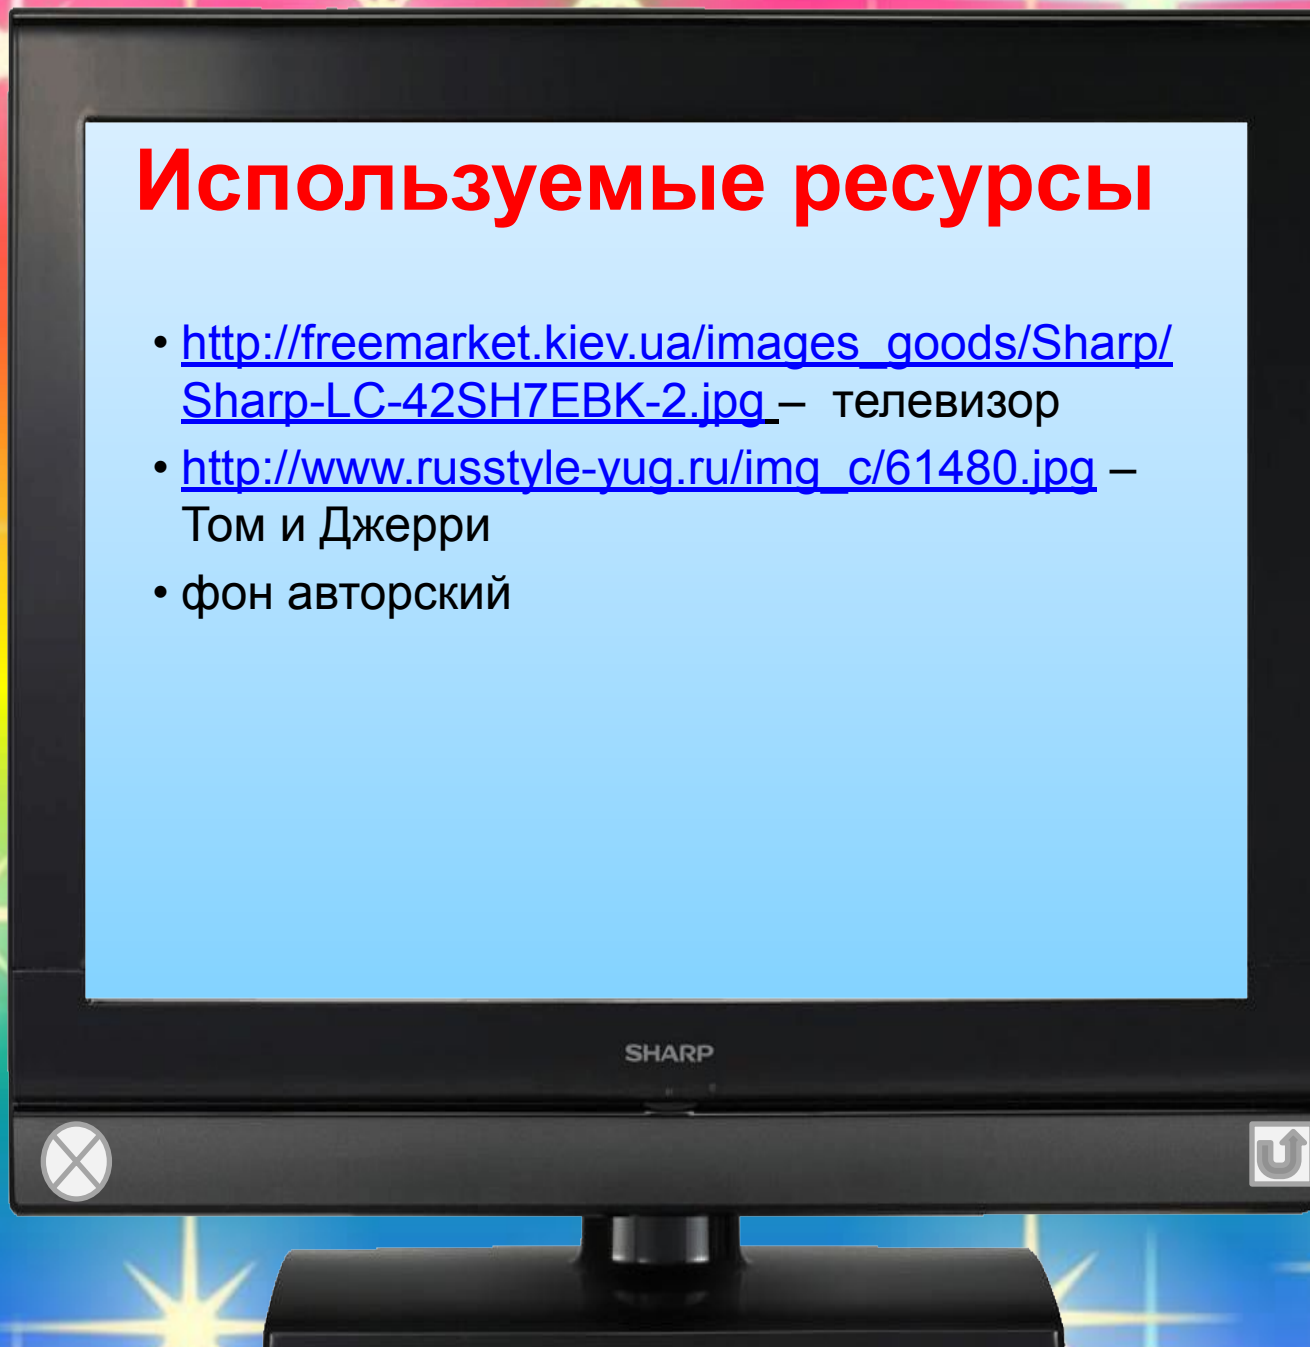 Используемые ресурсы
• http://freemarket.kiev.ua/images_goods/Sharp/
Sharp-LC-42SH7EBK-2.jpg – телевизор
• http://www.russtyle-yug.ru/img_c/61480.jpg –
Том и Джерри
• фон авторский
SHARP